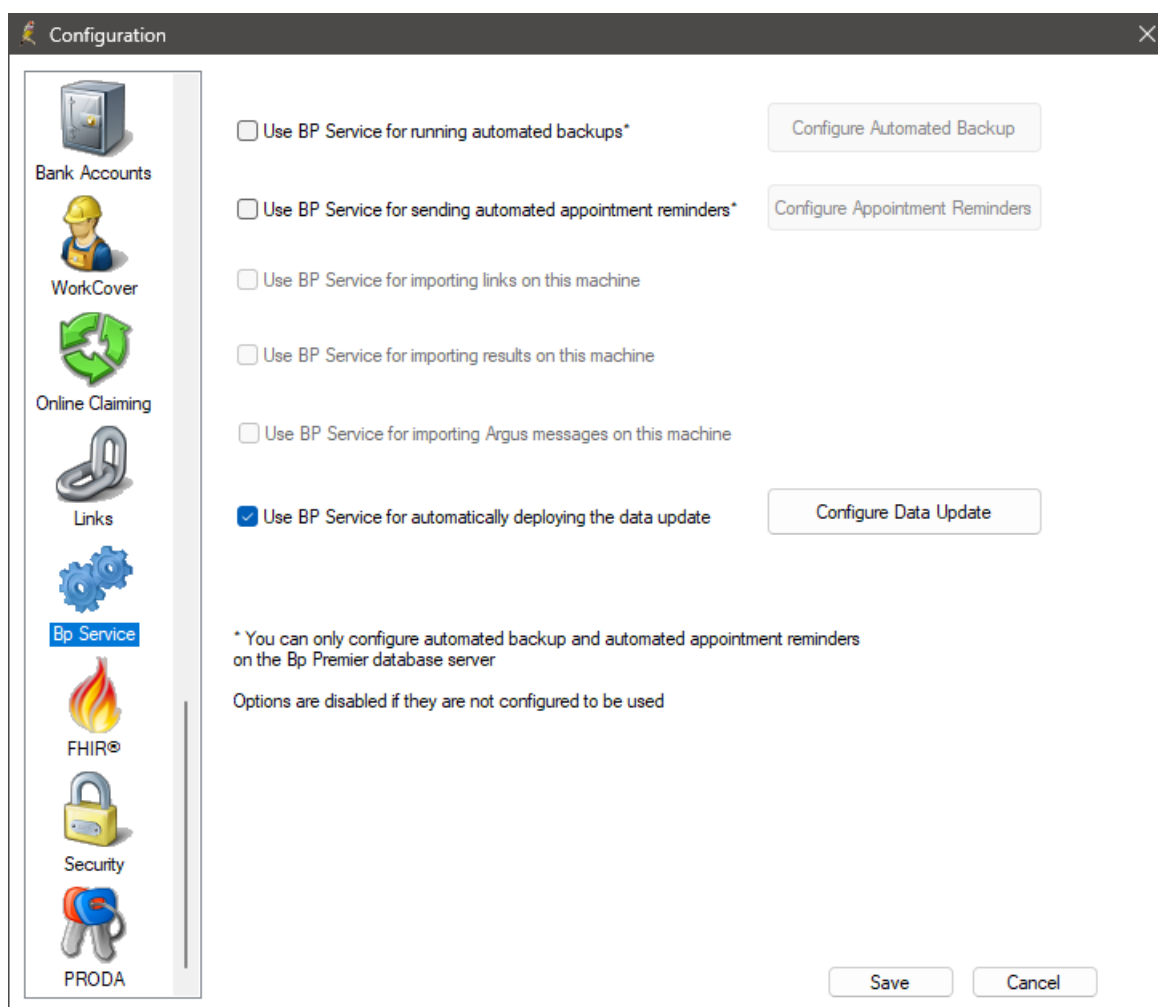 Configuration
Bank Accounts
WorkCover
Online Claiming
Links
Bp Service
FHIR®
Security
PRODA
Use BP Service for running automated backups*
Configure Automated Backup
Use BP Service for sending automated appointment reminders*
Configure Appointment Reminders
Use BP Service for importing links on this machine
Use BP Service for importing results on this machine
Use BP Service for importing Argus messages on this machine
Use BP Service for automatically deploying the data update
Configure Data Update
* You can only configure automated backup and automated appointment reminders
on the Bp Premier database server
Options are disabled if they are not configured to be used
Save
Cancel